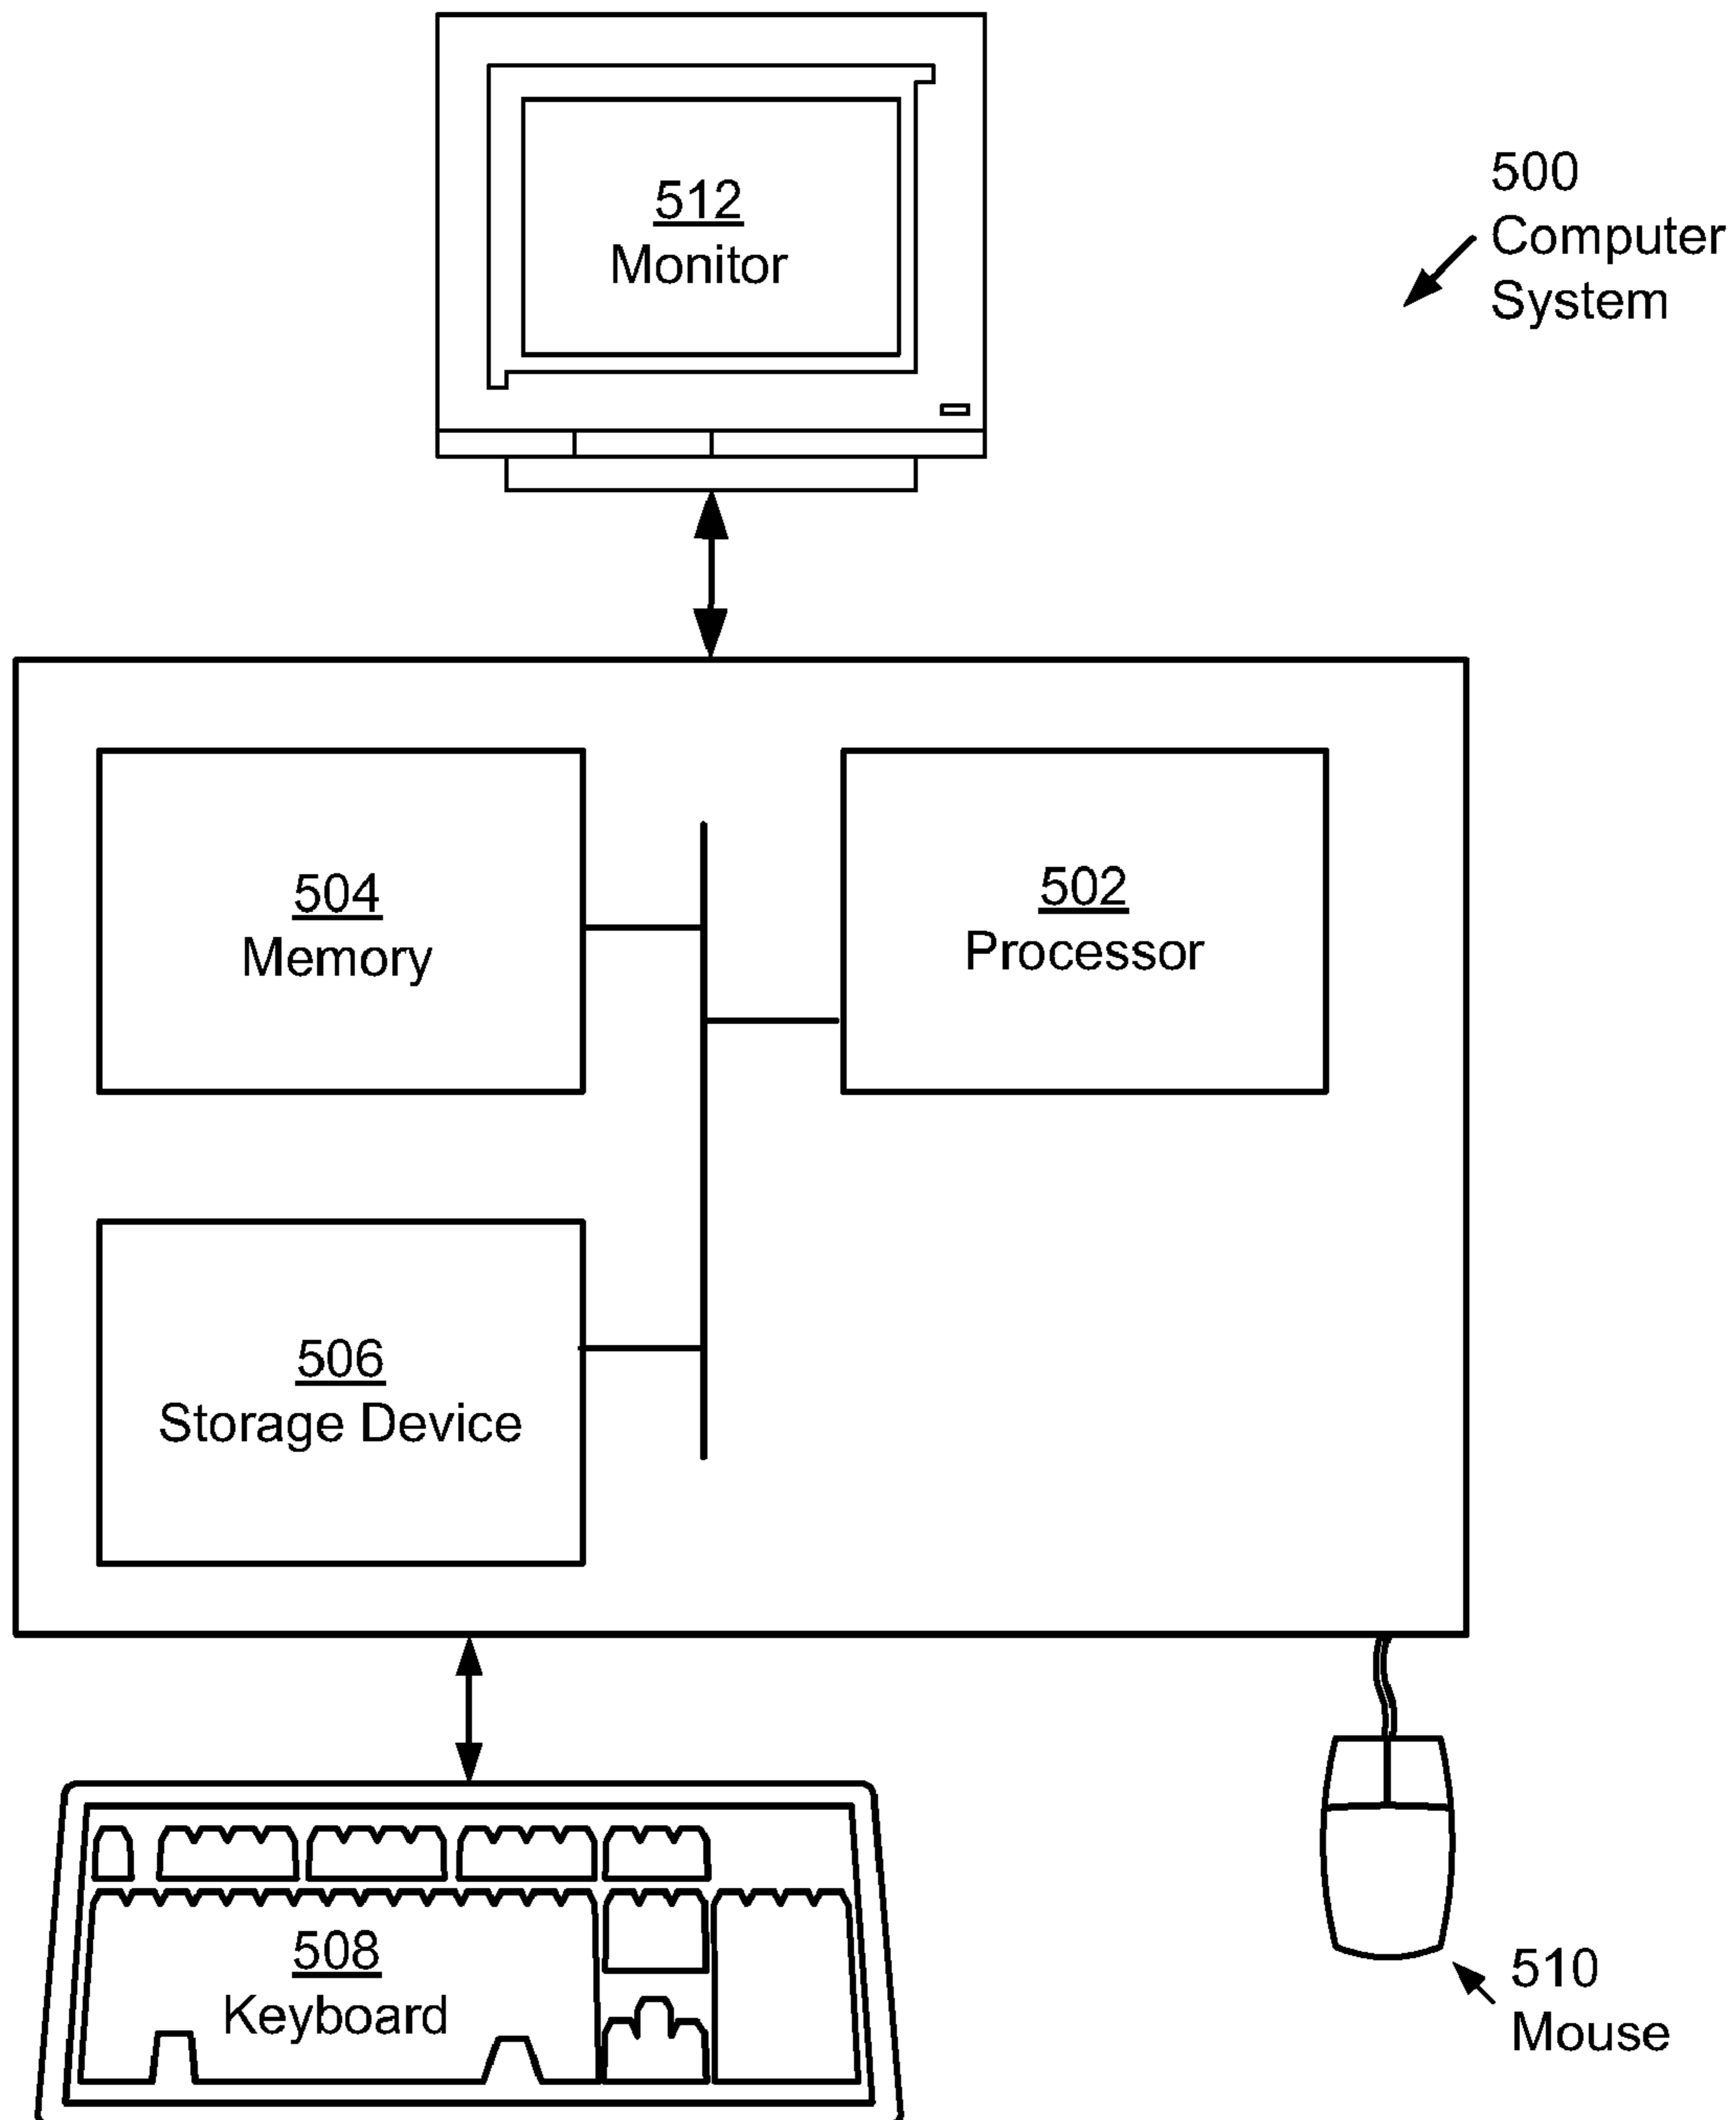 512
Monitor
500
Computer
System
504
Memory
502
Processor
506
Storage Device
508
Keyboard
510
Mouse